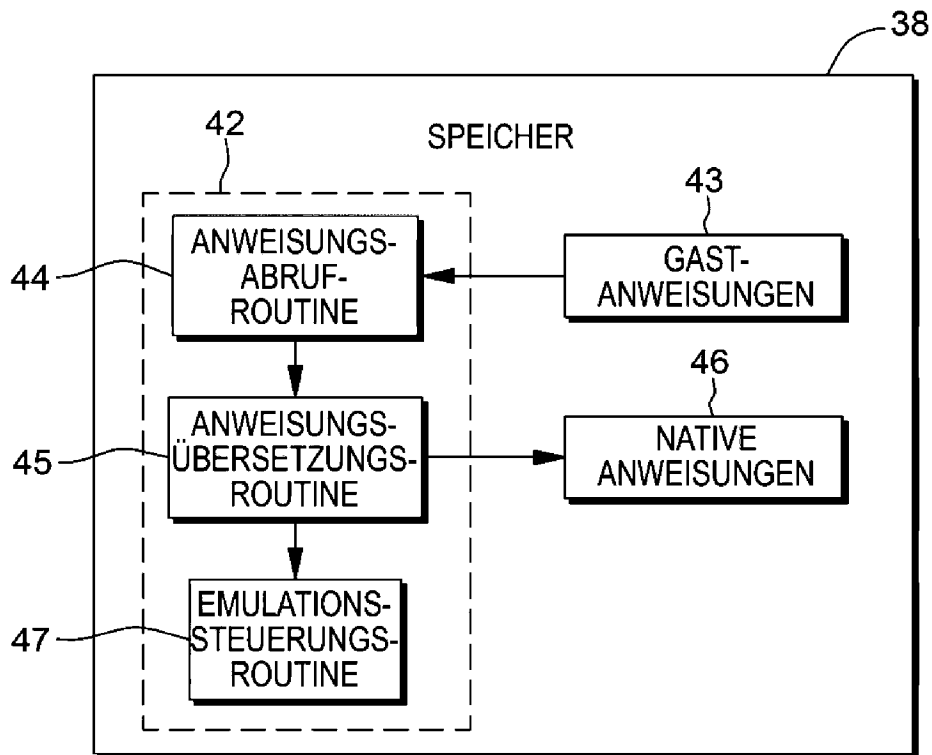 38
SPEICHER
42
43
ANWEISUNGS-
ABRUF-
ROUTINE
44
GAST-
ANWEISUNGEN
46
ANWEISUNGS-
ÜBERSETZUNGS-
ROUTINE
45
NATIVE
ANWEISUNGEN
EMULATIONS-
STEUERUNGS-
ROUTINE
47